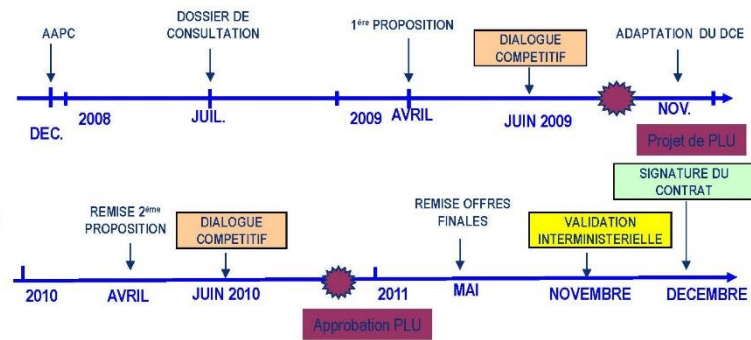 AAPC
DOSSIER DE
CONSULTATION
1ére PROPOSITION
DIALOGUE
COMPETITIF
ADAPTATION DU DCE
DEC.
2008
JUIL.
2009
AVRIL
JUIN 2009
NOV.
Projet de PLU
REMISE 2éme
PROPOSITION
DIALOGUE
COMPETITIF
REMISE OFFRES
FINALES
VALIDATION
INTERMINISTERIELLE
SIGNATURE DU
CONTRAT
2010
AVRIL
JUIN 2010
2011
MAI
NOVEMBRE
DECEMBRE
Approbation PLU